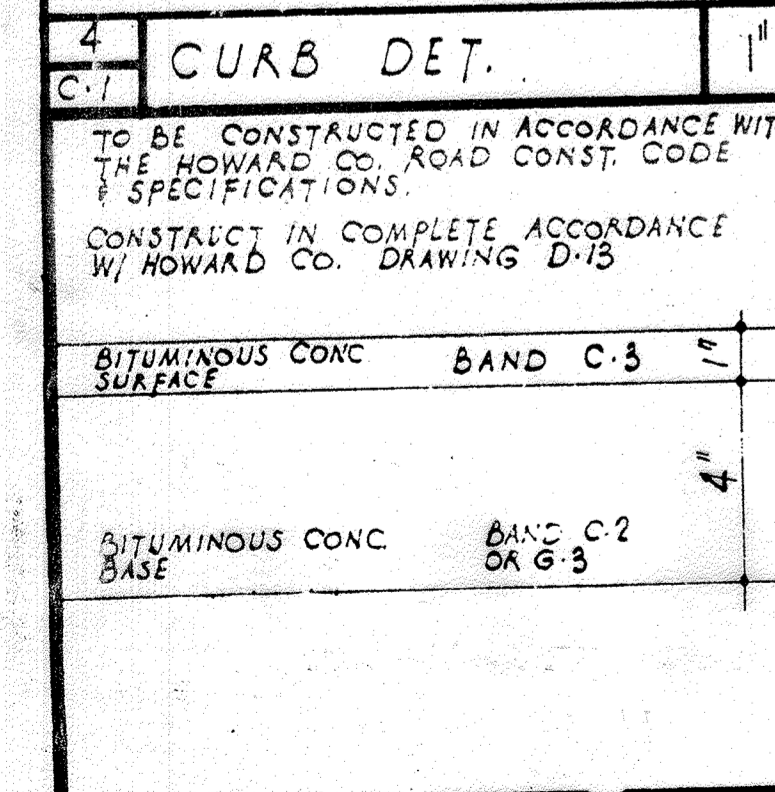 4
C·1
CURB DET.
1"
TO BE CONSTRUCTED IN ACCORDANCE WIT
THE HOWARD CO. ROAD CONST. CODE
& SPECIFICATIONS.
CONSTRUCT IN COMPLETE ACCORDANCE
W/ HOWARD CO. DRAWING D·13
BITUMINOUS CONC
SURFACE
BAND C·3
1"
4"
BITUMINOUS CONC.
BASE
BAND C·2
OR G·3